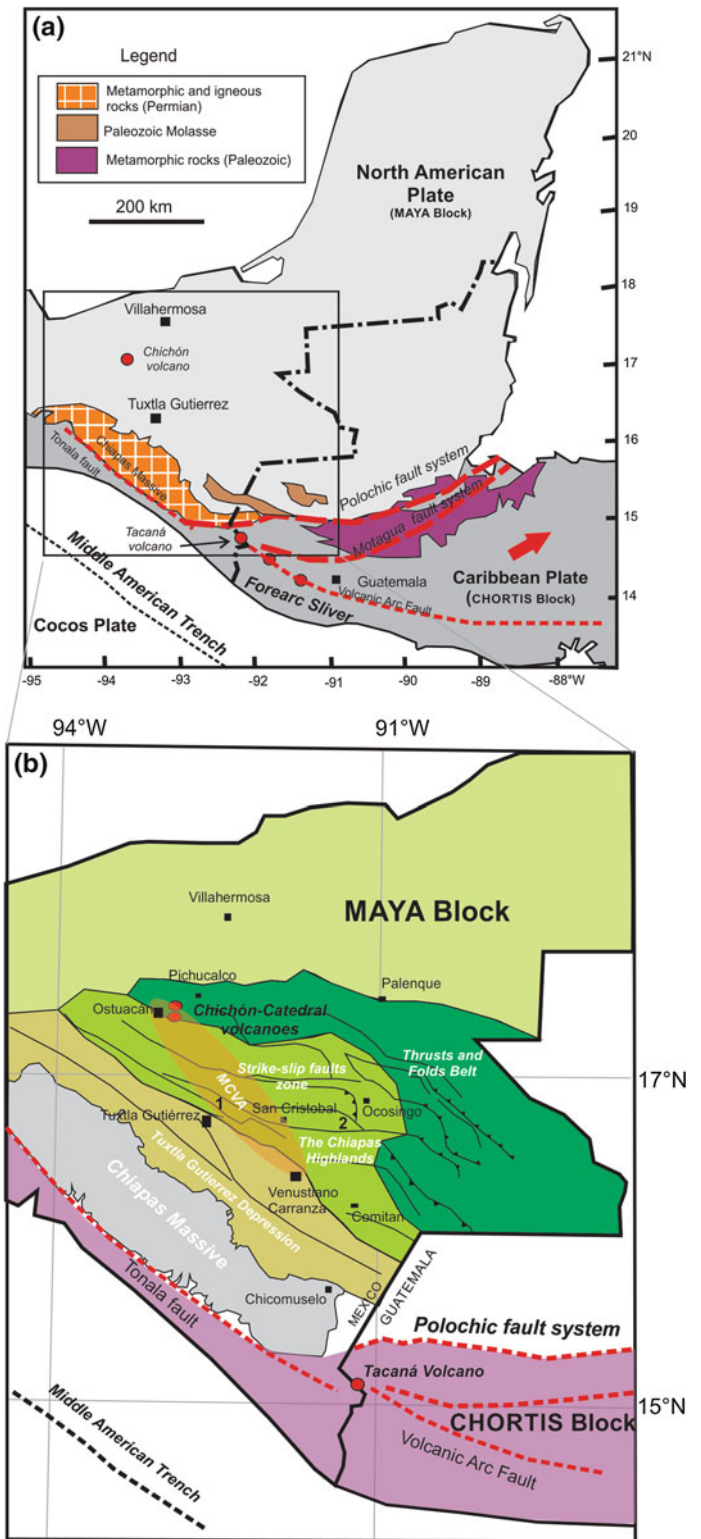 (a)
Legend
Metamorphic and igneous
rocks (Permian)
Paleozoic Molasse
Metamorphic rocks (Paleozoic)
200 km
21°N
20
19
18
17
16
15
14
North American
Plate
(MAYA Block)
Villahermosa
Chichón
volcano
Tuxtla Gutierrez
Chiapas Massive
Tonala fault
Polochic fault system
Motagua fault system
Tacaná
volcano
Guatemala
Volcanic Arc Fault
Caribbean Plate
(CHORTIS Block)
Forearc Sliver
Middle American
Trench
Cocos Plate
-95
-94
-93
-92
-91
-90
-89
-88°W
94°W
91°W
(b)
Villahermosa
MAYA Block
Pichucalco
Palenque
Ostuacán
Chichón-Catedral
volcanoes
Thrusts and
Folds Belt
Strike-slip faults
zone
17°N
MCVA
1
San Cristobal
Ocosingo
2
Tuxtla Gutiérrez
The Chiapas
Highlands
Tuxtla Gutierrez Depression
Venustrano
Carranza
Comitan
Chiapas Massive
Chicomuselo
MEXICO
GUATEMALA
Tonala fault
Polochic fault system
Tacaná Volcano
15°N
CHORTIS Block
Volcanic Arc Fault
Middle American
Trench